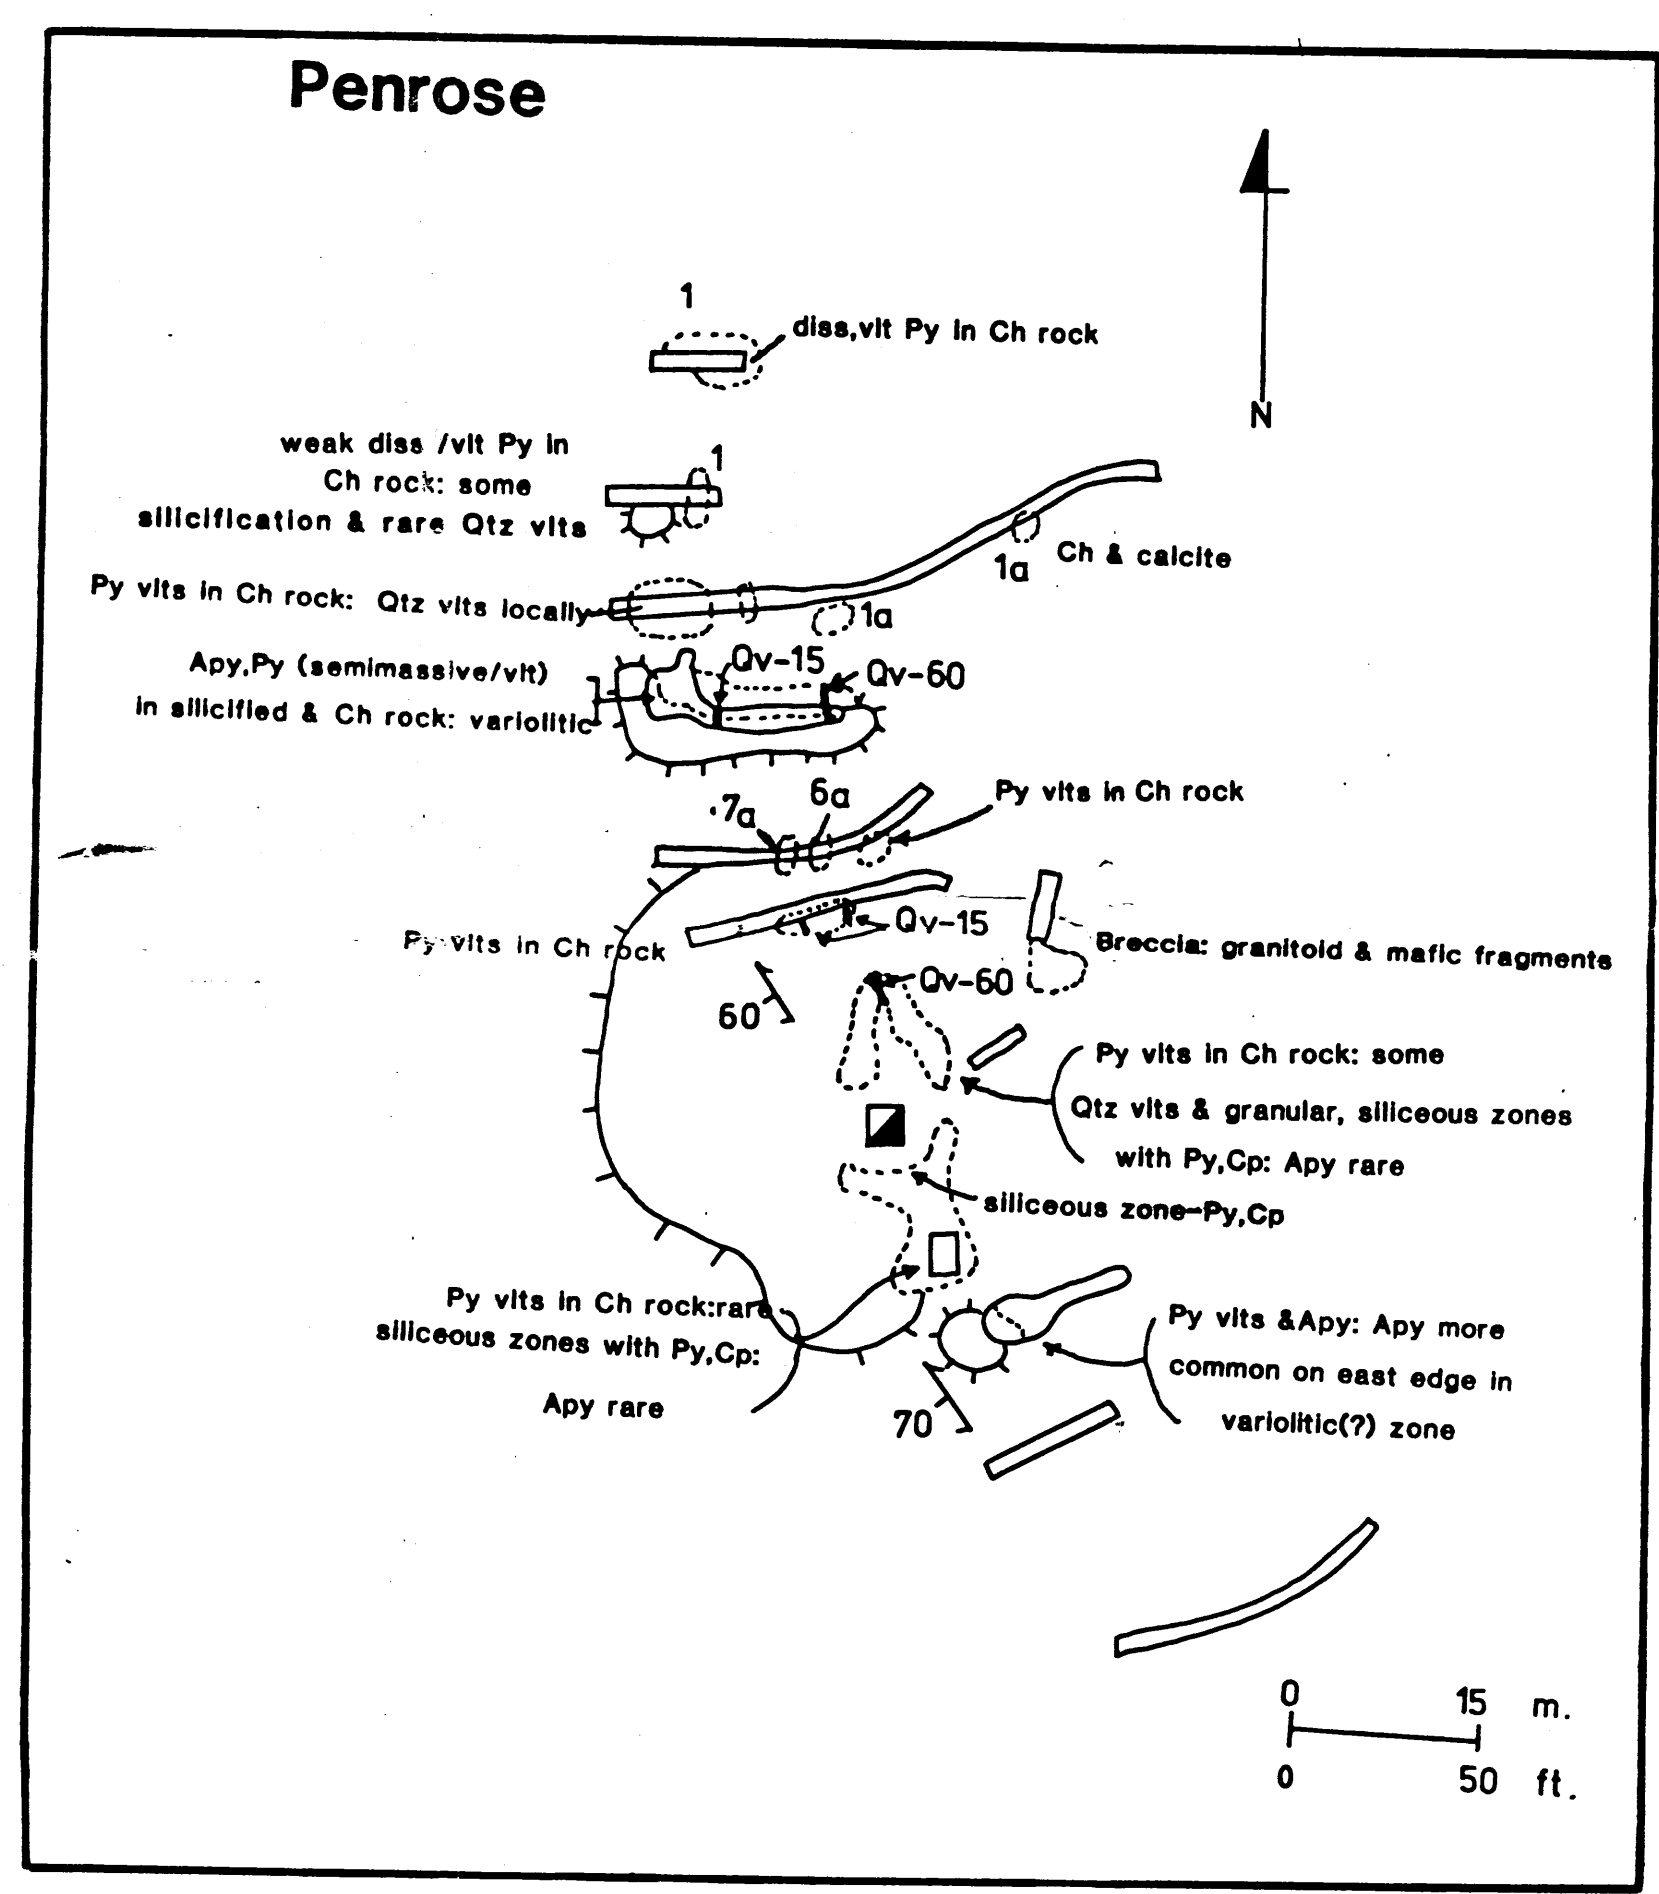 Penrose
1
diss,vlt Py in Ch rock
N
weak diss /vlt Py in
Ch rock: some
silicification & rare Qtz vlts
1
1a
Ch & calcite
Py vlts in Ch rock: Qtz vlts locally
1a
Apy,Py (semimassive/vlt)
in silicified & Ch rock: variolitic
Qv-15
Qv-60
7a
6a
Py vlts in Ch rock
Py vlts in Ch rock
Qv-15
Breccia: granitoid & mafic fragments
Qv-60
60
Py vlts in Ch rock: some
Qtz vlts & granular, siliceous zones
with Py,Cp: Apy rare
siliceous zone-Py,Cp
Py vlts in Ch rock:rare
siliceous zones with Py,Cp:
Apy rare
Py vlts &Apy: Apy more
common on east edge in
variolitic(?) zone
70
0 15 m.
0 50 ft.